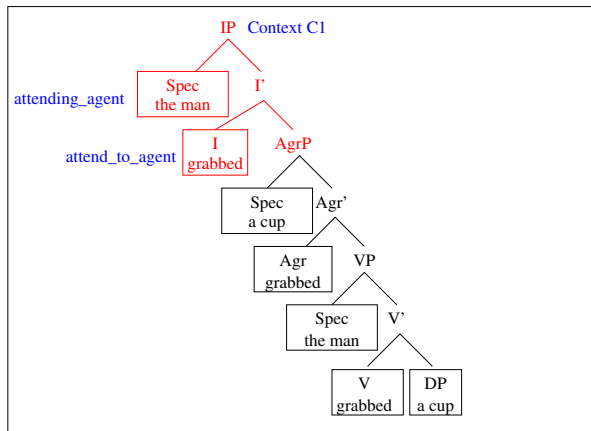 IP Context C1
Spec I’
attending_agent the man
I AgrP
attend_to_agent grabbed
Spec Agr’
a cup
Agr VP
grabbed
Spec V’
the man
V DP
grabbed a cup